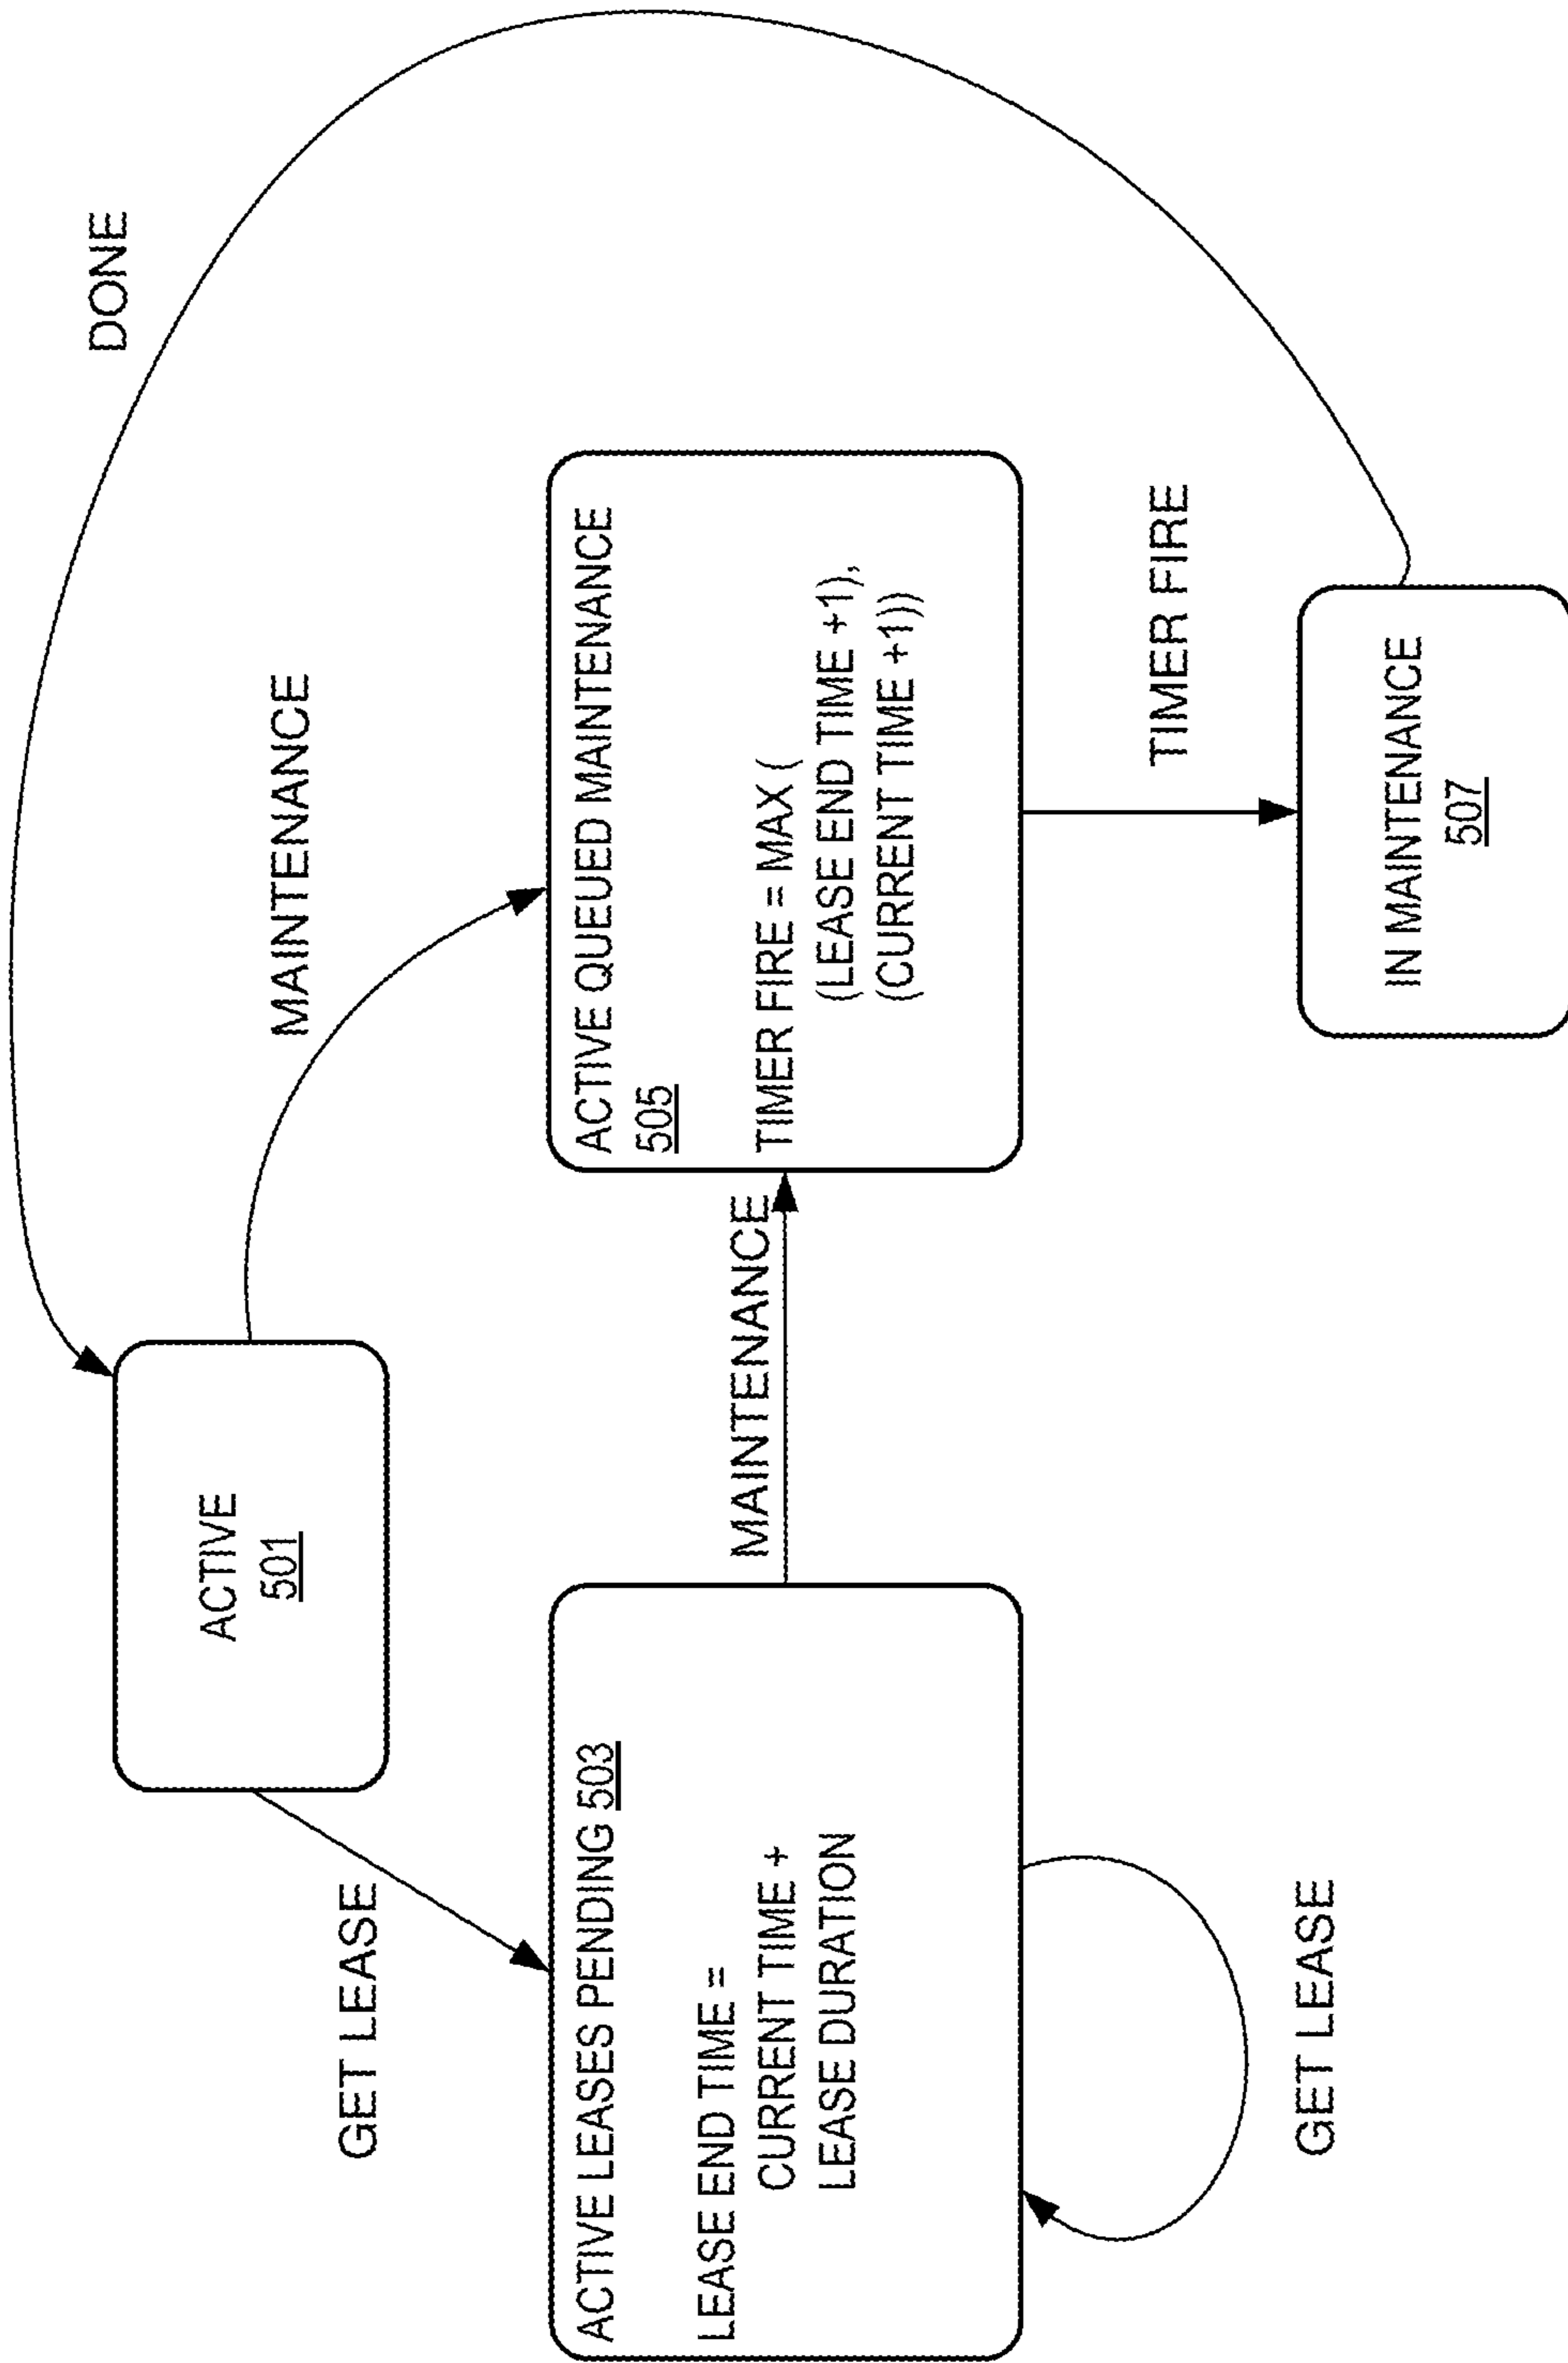 DONE
ACTIVE
501
MAINTENANCE
GET LEASE
ACTIVE LEASES PENDING 503
LEASE END TIME =
CURRENT TIME +
LEASE DURATION
MAINTENANCE
ACTIVE QUEUED MAINTENANCE
505
TIMER FIRE = MAX (
(LEASE END TIME +1),
(CURRENT TIME +1))
GET LEASE
TIMER FIRE
IN MAINTENANCE
507